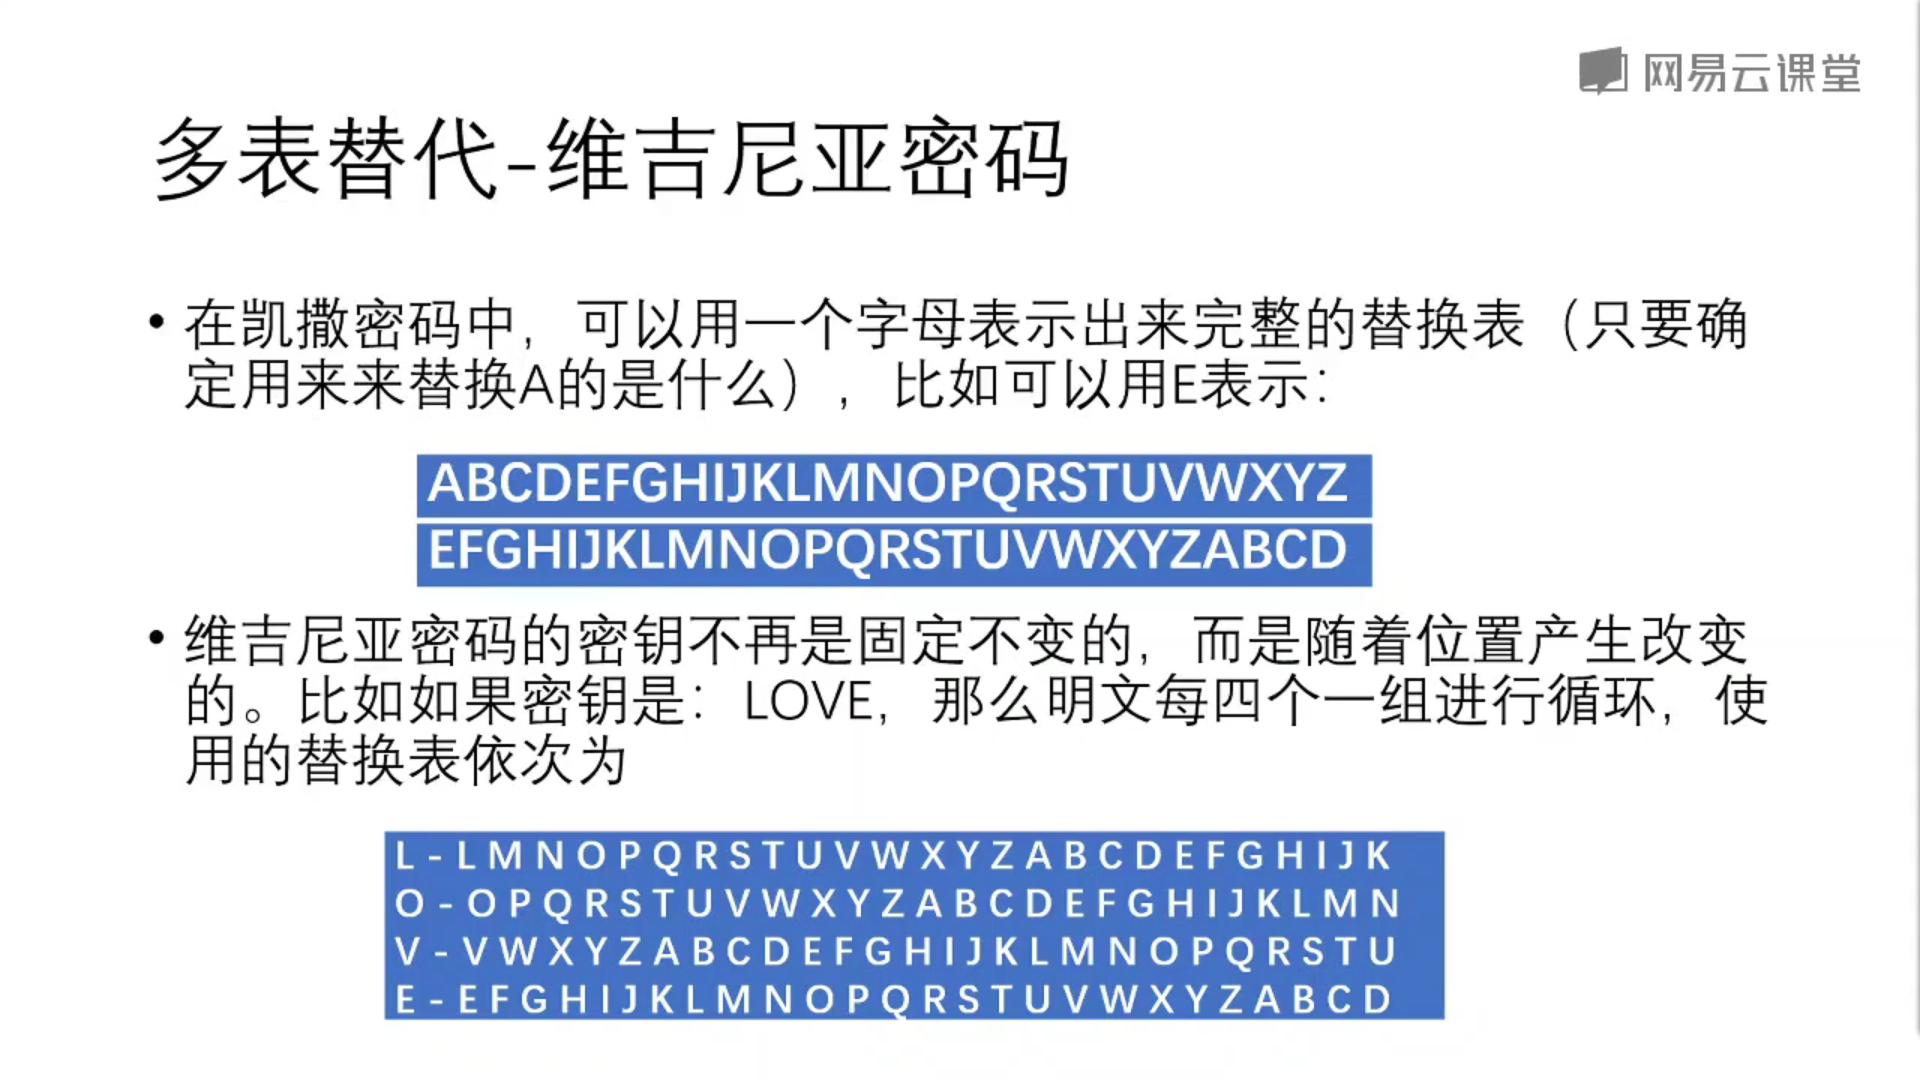 网易云课堂
多表替代-维吉尼亚密码
• 在凯撒密码中，可以用一个字母表示出来完整的替换表（只要确
定用来来替换A的是什么），比如可以用E表示：
ABCDEFGHIJKLMNOPQRSTUVWXYZ
EFGHIJKLMNOPQRSTUVWXYZABCD
• 维吉尼亚密码的密钥不再是固定不变的，而是随着位置产生改变
的。比如如果密钥是：LOVE，那么明文每四个一组进行循环，使
用的替换表依次为
L - L M N O P Q R S T U V W X Y Z A B C D E F G H I J K
O - O P Q R S T U V W X Y Z A B C D E F G H I J K L M N
V - V W X Y Z A B C D E F G H I J K L M N O P Q R S T U
E - E F G H I J K L M N O P Q R S T U V W X Y Z A B C D